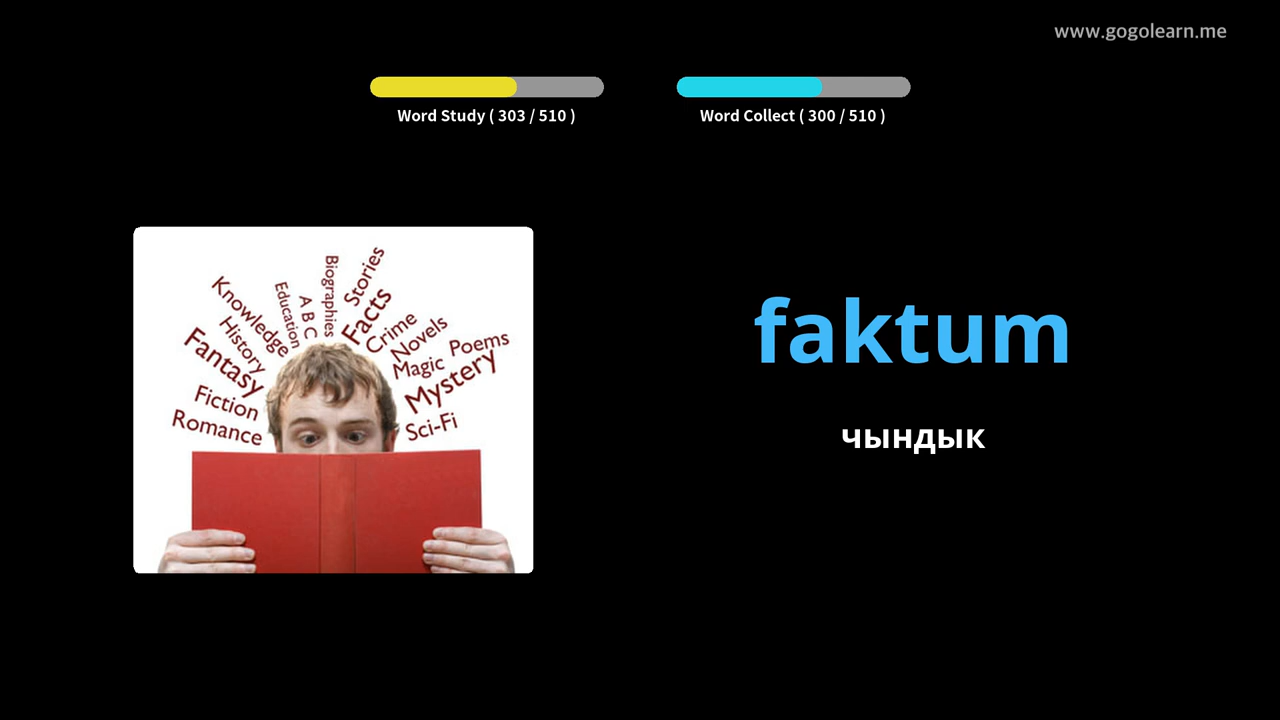 www.gogolearn.me
Word Study ( 303 / 510 )
Word Collect ( 300 / 510 )
Biographies
Stories
Education
A B C
Facts
Knowledge
History
Crime
Novels
Poems
Fantasy
Magic
Mystery
Fiction
Romance
Sci-Fi
faktum
чындык